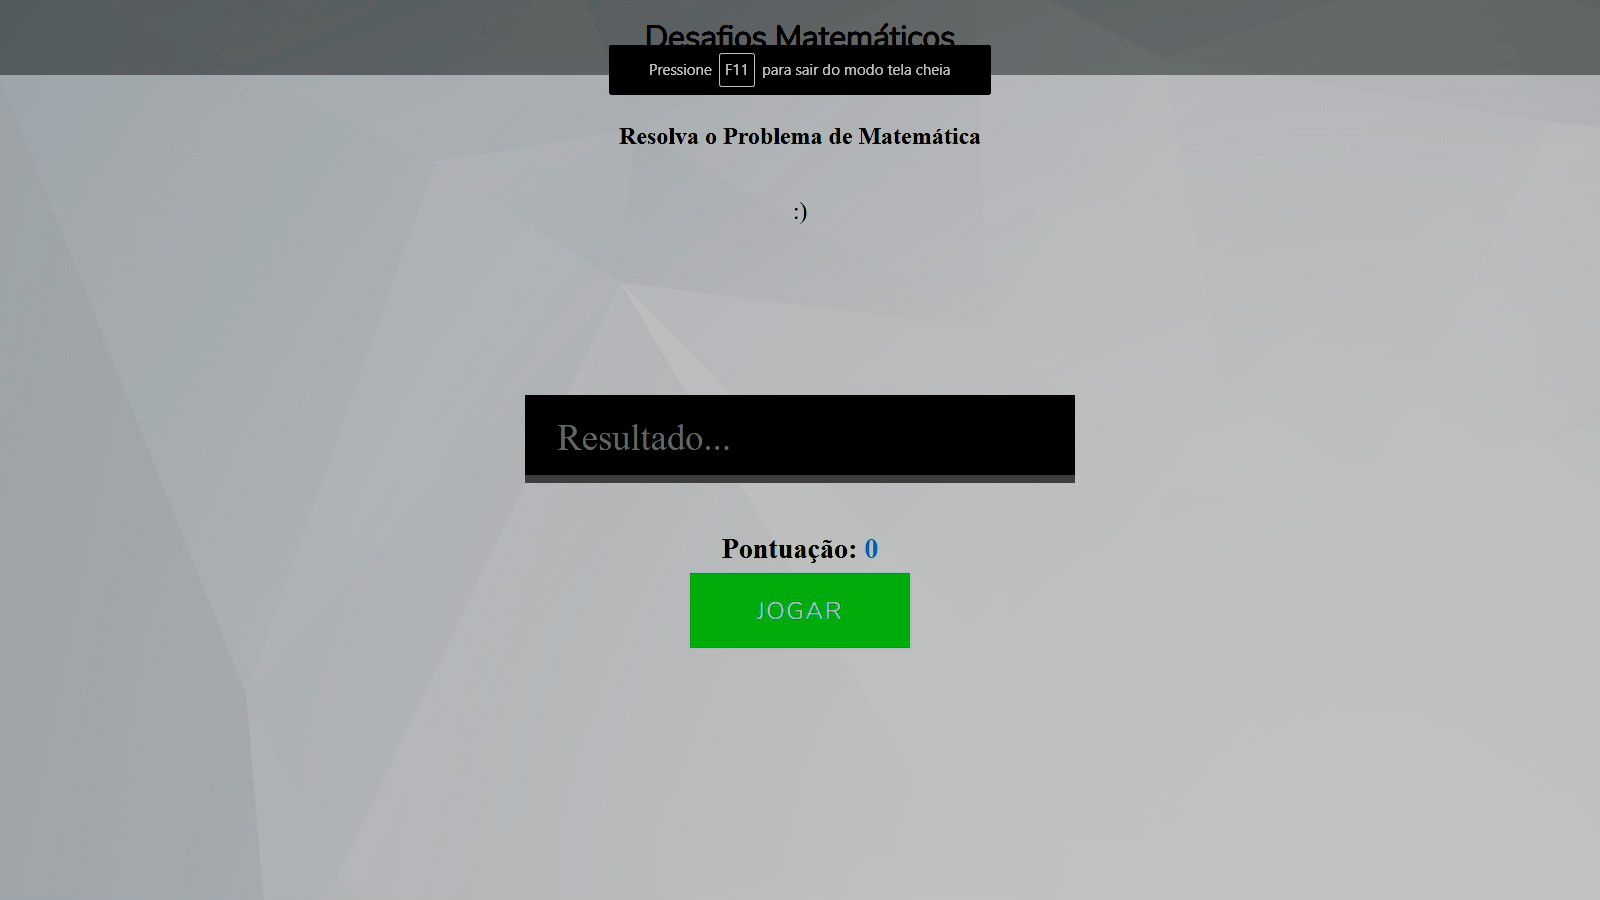 Desafios Matemáticos
Pressione F11 para sair do modo tela cheia
Resolva o Problema de Matemática
:)
Resultado...
Pontuação: 0
JOGAR